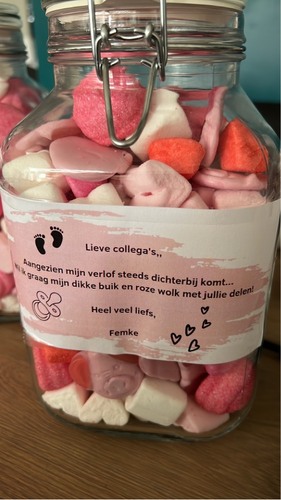 Lieve collega's,,
Aangezien mijn verlof steeds dichterbij komt...
il ik graag mijn dikke buik en roze wolk met jullie delen!
Heel veel liefs,
Femke